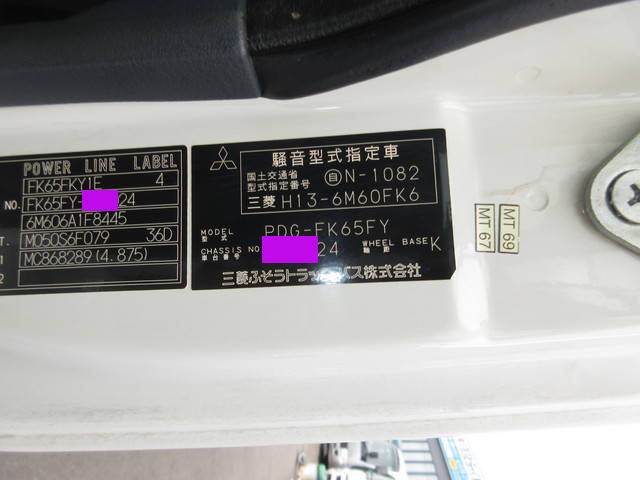 POWER LINE LABEL
FK65FKY1E 4
NO. FK65FY- 24
6M606A1F8445
T. M050S6F079 36D
1 MC868289(4.875)
2
騒音型式指定車
国土交通省
型式指定番号 自N-1082
三菱 H13-6M60FK6
MODEL
型式 PDG-FK65FY
CHASSIS NO 24 WHEEL BASE K
車台番号 軸距
三菱ふそうトラック・バス株式会社
MT 69
MT 67